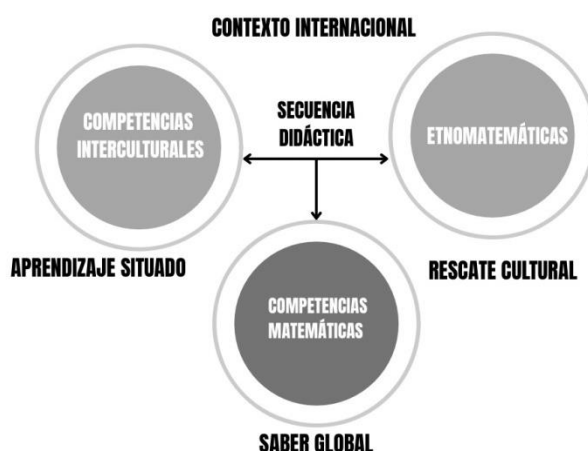 CONTEXTO INTERNACIONAL
COMPETENCIAS
INTERCULTURALES
SECUENCIA
DIDÁCTICA
ETNOMATEMÁTICAS
APRENDIZAJE SITUADO
RESCATE CULTURAL
COMPETENCIAS
MATEMÁTICAS
SABER GLOBAL